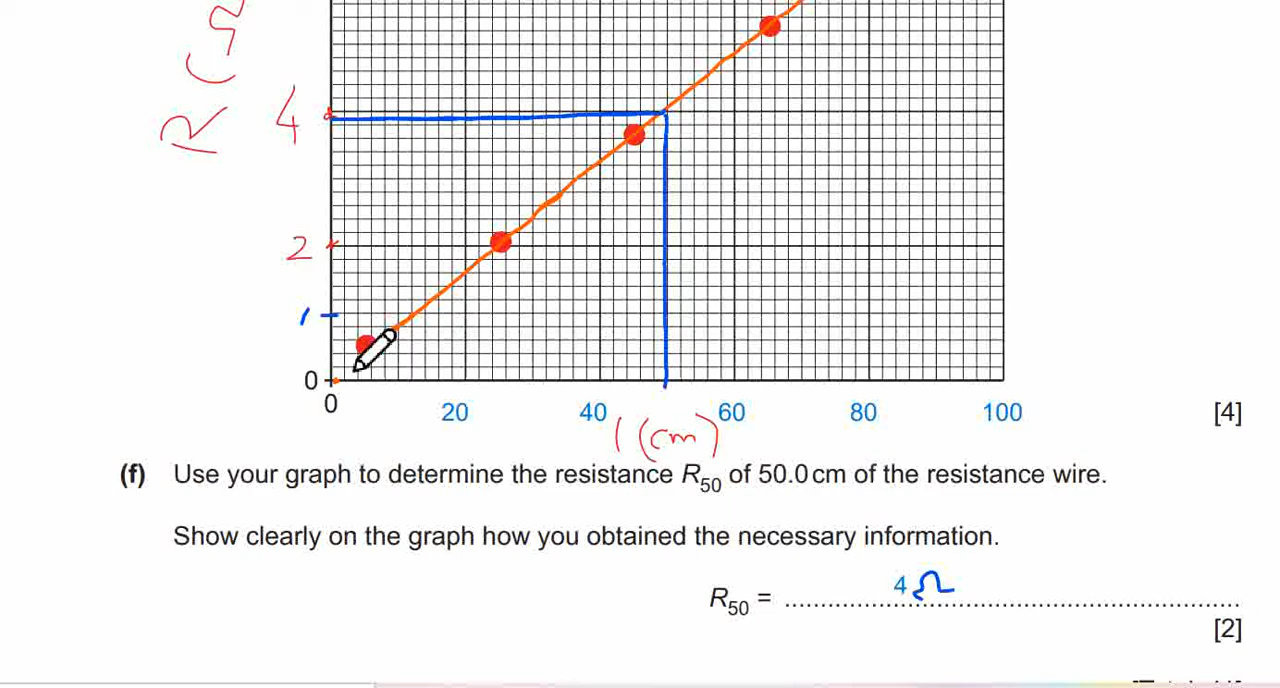 R (Ω
4
2
1
0
0 20 40 60 80 100
l (cm)
[4]
(f) Use your graph to determine the resistance R50 of 50.0 cm of the resistance wire.
Show clearly on the graph how you obtained the necessary information.
R50 = 4Ω
[2]